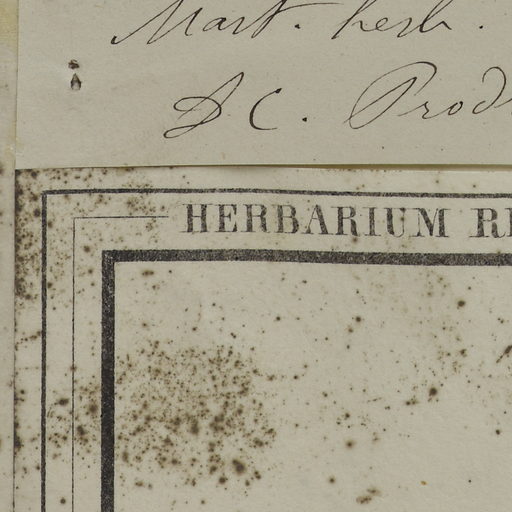 Mart. herb.
DC. Prod
HERBARIUM R